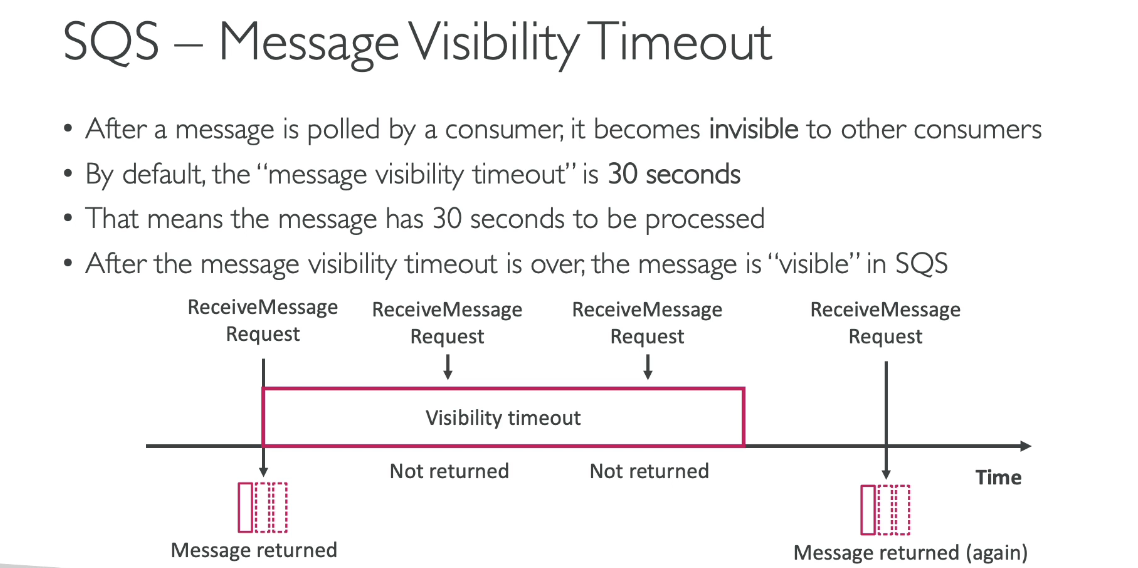 SQS – Message Visibility Timeout
• After a message is polled by a consumer, it becomes invisible to other consumers
• By default, the “message visibility timeout” is 30 seconds
• That means the message has 30 seconds to be processed
• After the message visibility timeout is over, the message is “visible” in SQS
ReceiveMessage
Request
ReceiveMessage
Request
ReceiveMessage
Request
ReceiveMessage
Request
Visibility timeout
Not returned
Not returned
Time
Message returned
Message returned (again)